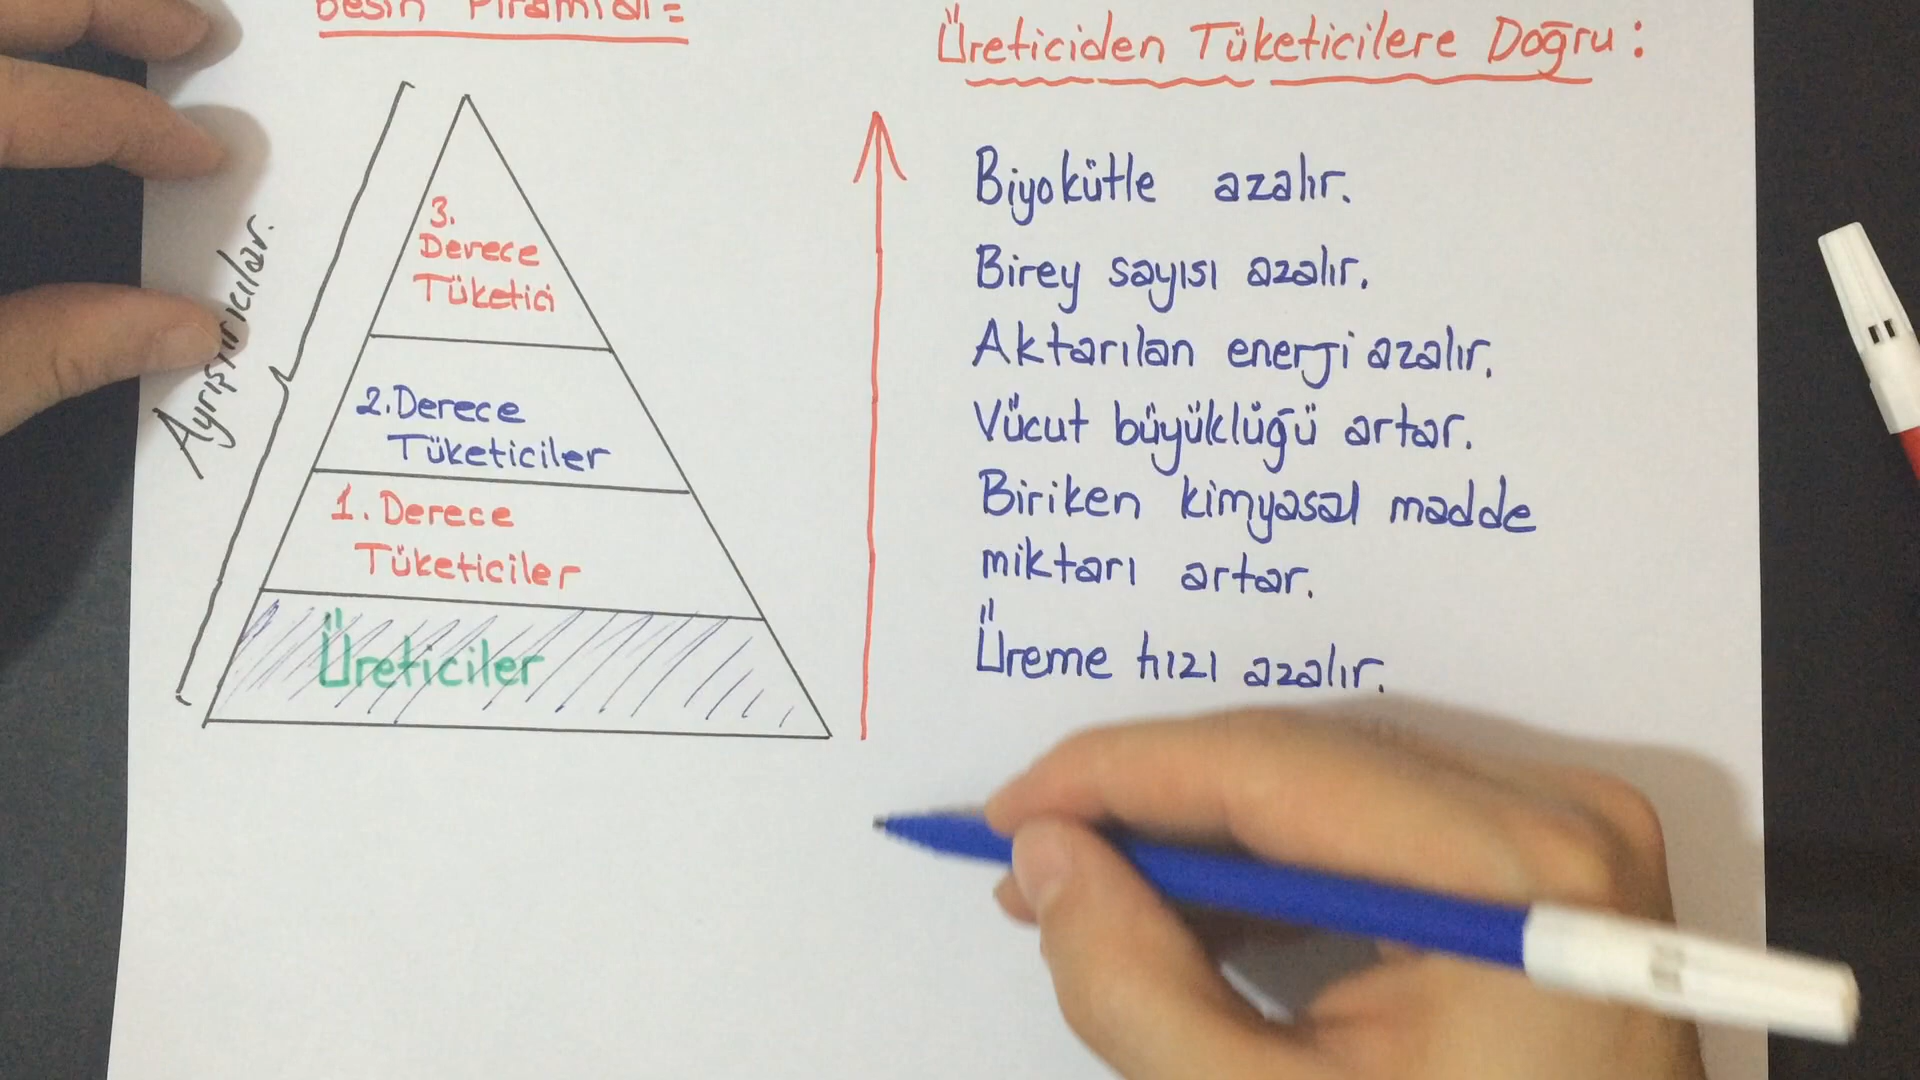 Besin Piramidi:
Üreticiden Tüketicilere Doğru:
Ayrıştırıcılar.
3.
Derece
Tüketici
2.Derece
Tüketiciler
1. Derece
Tüketiciler
Üreticiler
Biyokütle azalır.
Birey sayısı azalır.
Aktarılan energi azalır.
Vücut büyüklüğü artar.
Biriken kimyasal madde
miktarı artar.
Üreme hızı azalır.